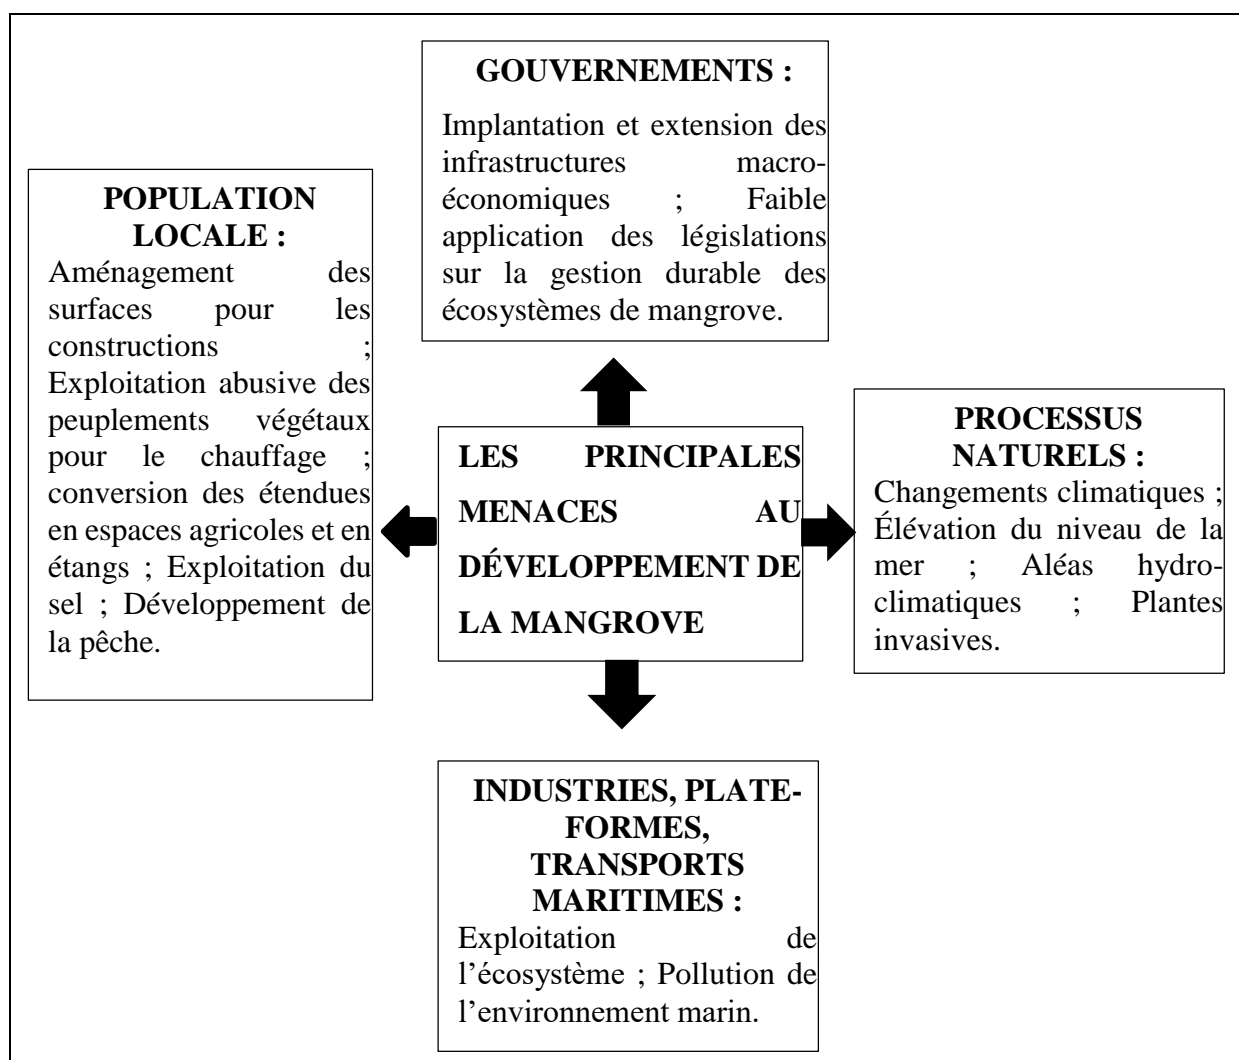 GOUVERNEMENTS :
Implantation et extension des
infrastructures macro-
économiques ; Faible
application des législations
sur la gestion durable des
écosystèmes de mangrove.
POPULATION
LOCALE :
Aménagement des
surfaces pour les
constructions ;
Exploitation abusive des
peuplements végétaux
pour le chauffage ;
conversion des étendues
en espaces agricoles et en
étangs ; Exploitation du
sel ; Développement de
la pêche.
LES PRINCIPALES
MENACES AU
DÉVELOPPEMENT DE
LA MANGROVE
PROCESSUS
NATURELS :
Changements climatiques ;
Élévation du niveau de la
mer ; Aléas hydro-
climatiques ; Plantes
invasives.
INDUSTRIES, PLATE-
FORMES,
TRANSPORTS
MARITIMES :
Exploitation de
l’écosystème ; Pollution de
l’environnement marin.